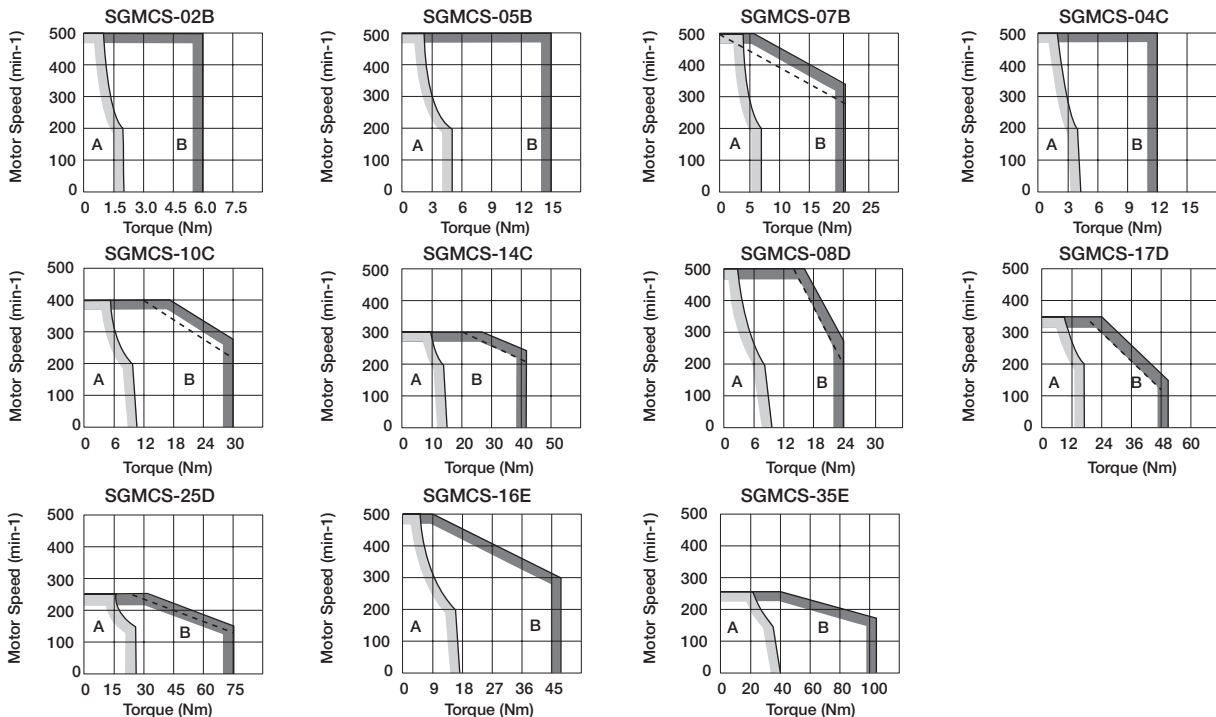 SGMCS-02B
Motor Speed (min-1)
500
400
300
200
100
0
A
B
0 1.5 3.0 4.5 6.0 7.5
Torque (Nm)
SGMCS-05B
Motor Speed (min-1)
500
400
300
200
100
0
A
B
0 3 6 9 12 15
Torque (Nm)
SGMCS-07B
Motor Speed (min-1)
500
400
300
200
100
0
A
B
0 5 10 15 20 25
Torque (Nm)
SGMCS-04C
Motor Speed (min-1)
500
400
300
200
100
0
A
B
0 3 6 9 12 15
Torque (Nm)
SGMCS-10C
Motor Speed (min-1)
500
400
300
200
100
0
A
B
0 6 12 18 24 30
Torque (Nm)
SGMCS-14C
Motor Speed (min-1)
500
400
300
200
100
0
A
B
0 10 20 30 40 50
Torque (Nm)
SGMCS-08D
Motor Speed (min-1)
500
400
300
200
100
0
A
B
0 6 12 18 24 30
Torque (Nm)
SGMCS-17D
Motor Speed (min-1)
500
400
300
200
100
0
A
B
0 12 24 36 48 60
Torque (Nm)
SGMCS-25D
Motor Speed (min-1)
500
400
300
200
100
0
A
B
0 15 30 45 60 75
Torque (Nm)
SGMCS-16E
Motor Speed (min-1)
500
400
300
200
100
0
A
B
0 9 18 27 36 45
Torque (Nm)
SGMCS-35E
Motor Speed (min-1)
500
400
300
200
100
0
A
B
0 20 40 60 80 100
Torque (Nm)